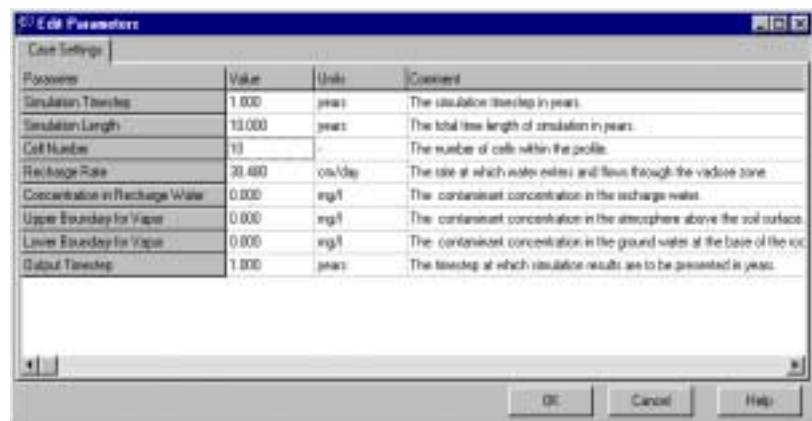 Edit Parameters
Case Settings
Parameter Value Units Comment
Simulation Timestep 1.000 years The simulation timestep in years.
Simulation Length 10.000 years The total time length of simulation in years.
Cell Number 10 - The number of cells within the profile.
Recharge Rate 30.480 cm/day The rate at which water enters and flows through the vadose zone
Concentration in Recharge Water 0.000 mg/l The contaminant concentration in the recharge water.
Upper Boundary for Vapor 0.000 mg/l The contaminant concentration in the atmosphere above the soil surface.
Lower Boundary for Vapor 0.000 mg/l The contaminant concentration in the ground water at the base of the
Output Timestep 1.000 years The timestep at which simulation results are to be presented in years.
OK Cancel Help